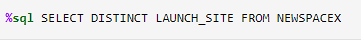 %sql SELECT DISTINCT LAUNCH_SITE FROM NEWSPACEX